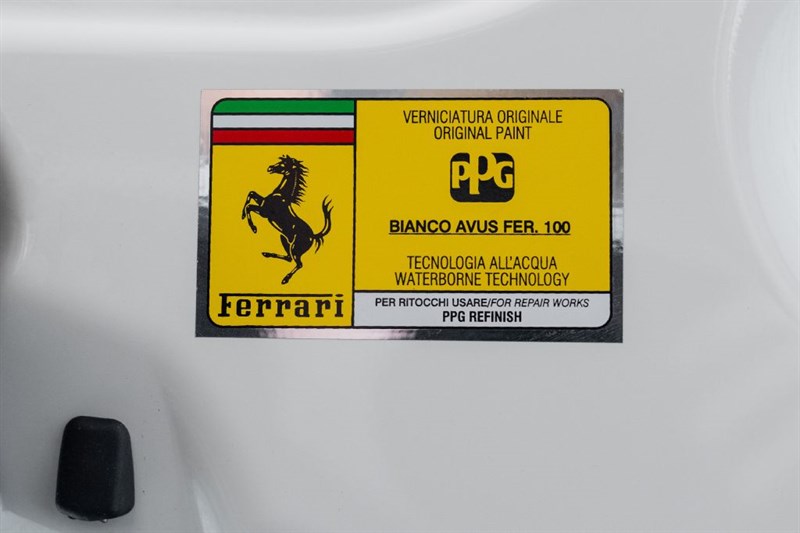 Ferrari
VERNICIATURA ORIGINALE
ORIGINAL PAINT
PPG
BIANCO AVUS FER. 100
TECNOLOGIA ALL'ACQUA
WATERBORNE TECHNOLOGY
PER RITOCCHI USARE/FOR REPAIR WORKS
PPG REFINISH